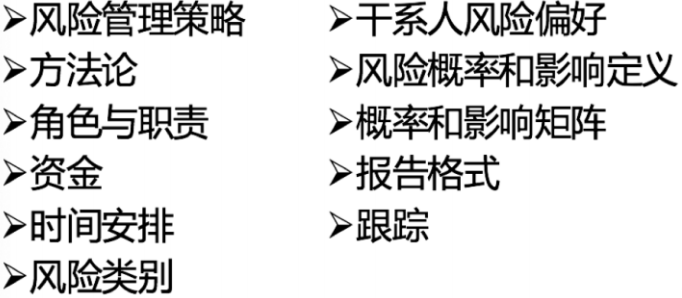 ➢风险管理策略
➢方法论
➢角色与职责
➢资金
➢时间安排
➢风险类别
➢干系人风险偏好
➢风险概率和影响定义
➢概率和影响矩阵
➢报告格式
➢跟踪